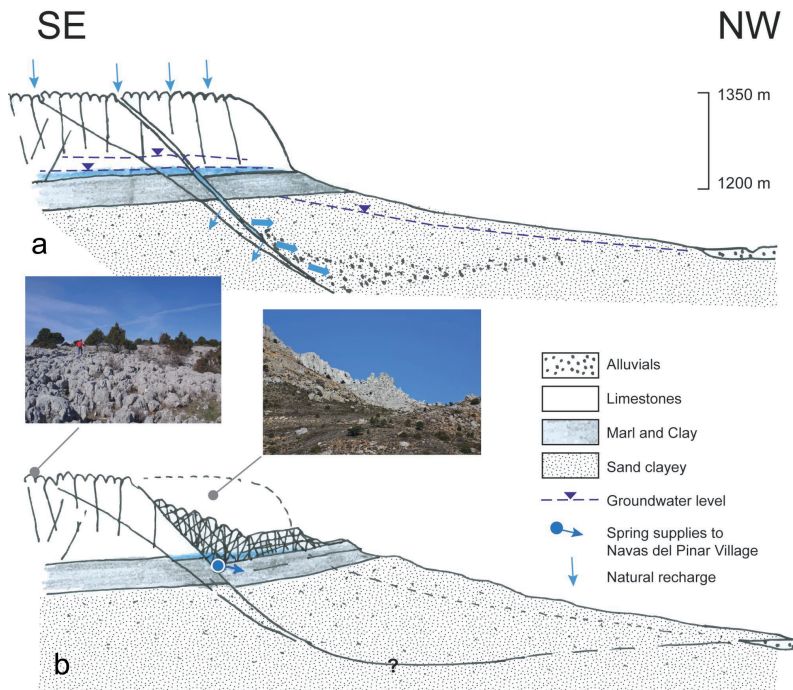 SE
NW
1350 m
1200 m
a
Alluvials
Limestones
Marl and Clay
Sand clayey
Groundwater level
Spring supplies to
Navas del Pinar Village
Natural recharge
b
?